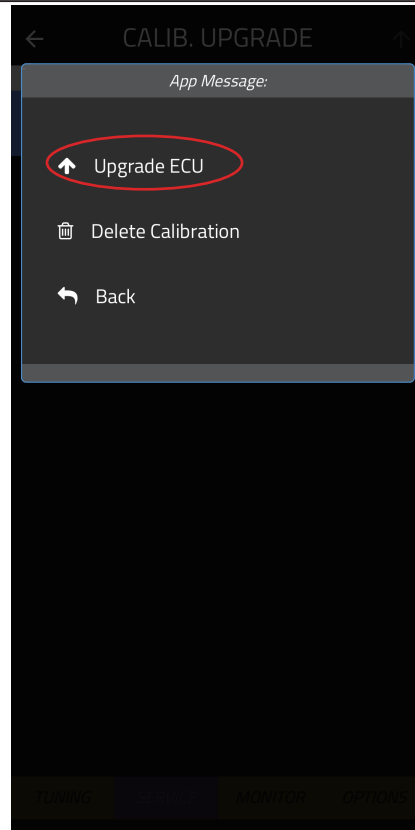 CALIB. UPGRADE
App Message:
Upgrade ECU
Delete Calibration
Back
TUNING MONITOR OPTIONS